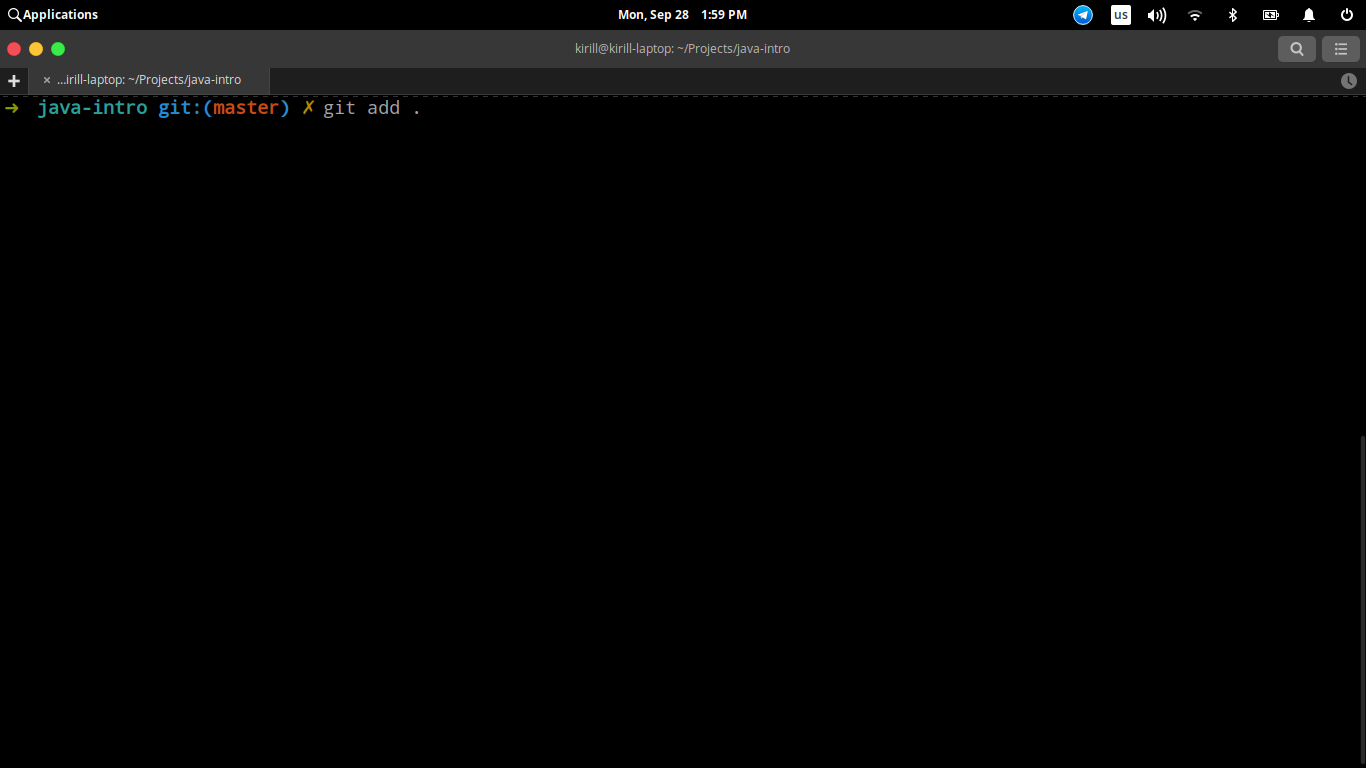 Applications
Mon, Sep 28 1:59 PM
us
kirill@kirill-laptop: ~/Projects/java-intro
...irill-laptop: ~/Projects/java-intro
➜ java-intro git:(master) ✗ git add .